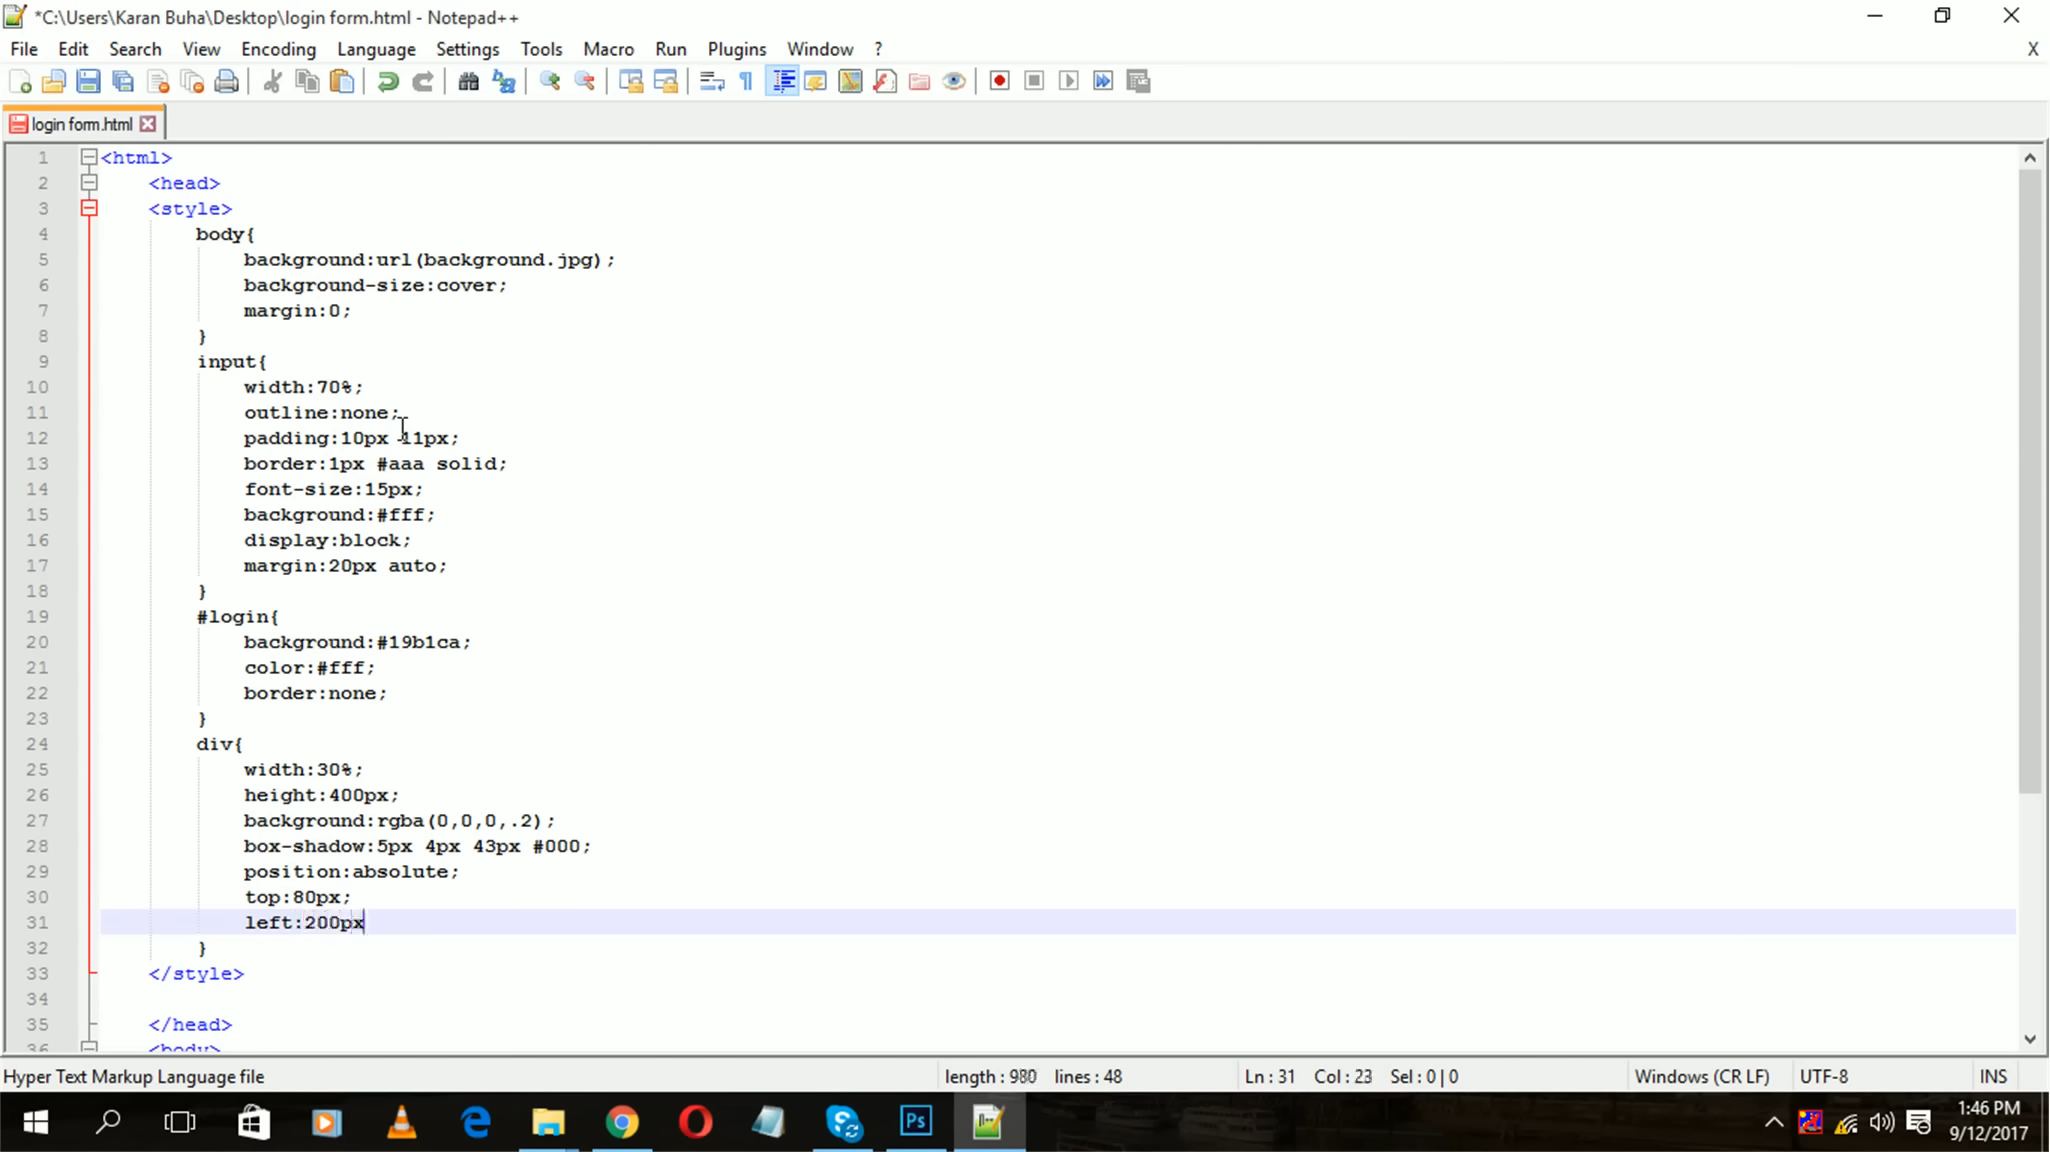 *C:\Users\Karan Buha\Desktop\login form.html - Notepad++
File Edit Search View Encoding Language Settings Tools Macro Run Plugins Window ? X
login form.html
1 <html>
2 <head>
3 <style>
4 body{
5 background:url(background.jpg);
6 background-size:cover;
7 margin:0;
8 }
9 input{
10 width:70%;
11 outline:none;
12 padding:10px 11px;
13 border:1px #aaa solid;
14 font-size:15px;
15 background:#fff;
16 display:block;
17 margin:20px auto;
18 }
19 #login{
20 background:#19b1ca;
21 color:#fff;
22 border:none;
23 }
24 div{
25 width:30%;
26 height:400px;
27 background:rgba(0,0,0,.2);
28 box-shadow:5px 4px 43px #000;
29 position:absolute;
30 top:80px;
31 left:200px
32 }
33 </style>
34
35 </head>
36 <body>
Hyper Text Markup Language file length : 980 lines : 48 Ln : 31 Col : 23 Sel : 0 | 0 Windows (CR LF) UTF-8 INS
Ps
1:46 PM
9/12/2017